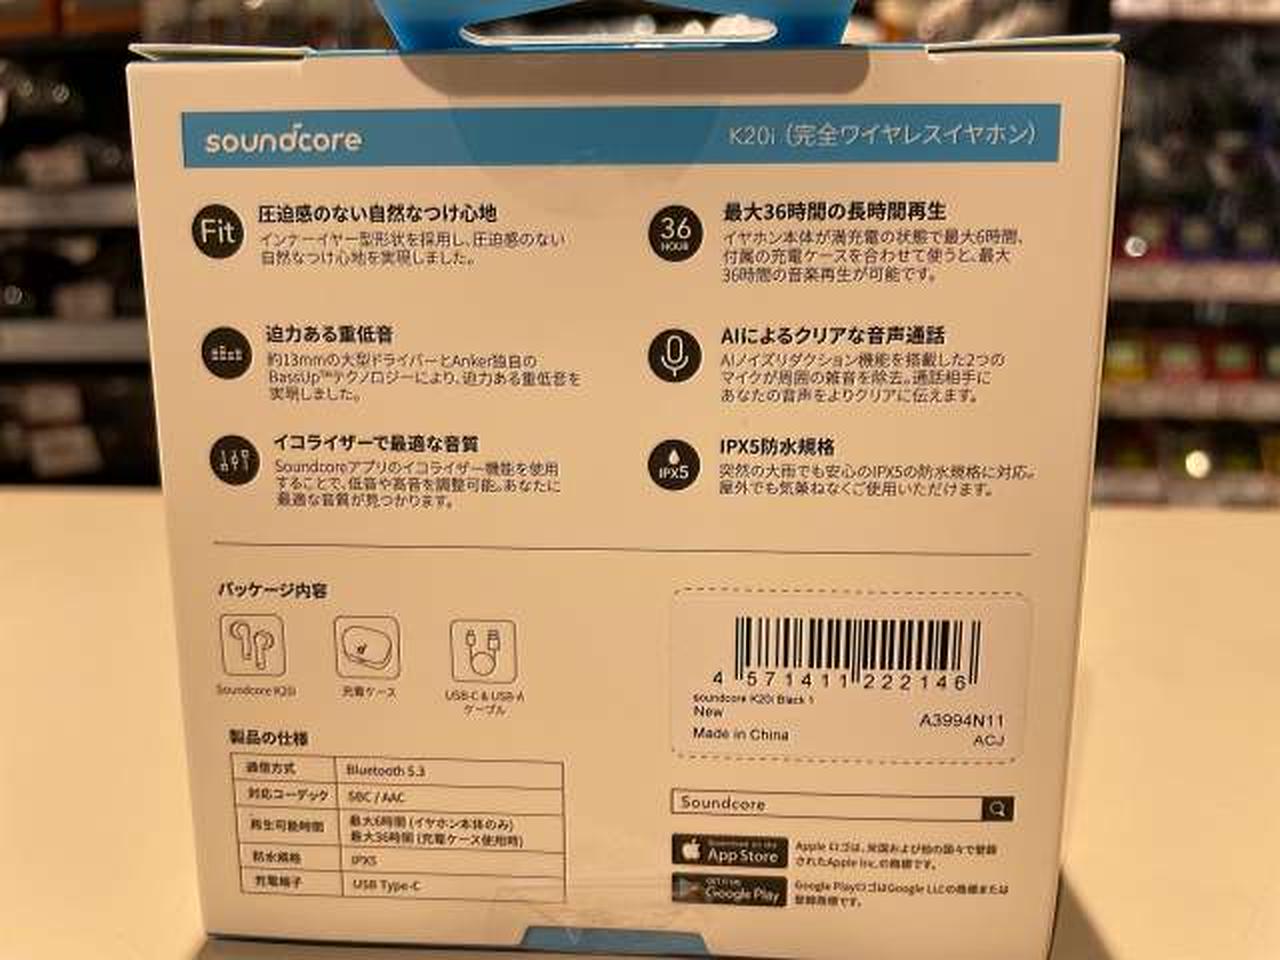 soundcore
K20i (完全ワイヤレスイヤホン)
Fit
圧迫感のない自然なつけ心地
インナーイヤー型形状を採用し、圧迫感のない
自然なつけ心地を実現しました。
36
HOUR
最大36時間の長時間再生
イヤホン本体が満充電の状態で最大6時間、
付属の充電ケースを合わせて使うと、最大
36時間の音楽再生が可能です。
迫力ある重低音
約13mmの大型ドライバーとAnker独自の
BassUp™テクノロジーにより、迫力ある重低音を
実現しました。
AIによるクリアな音声通話
AIノイズリダクション機能を搭載した2つの
マイクが周囲の雑音を除去。通話相手に
あなたの音声をよりクリアに伝えます。
イコライザーで最適な音質
Soundcoreアプリのイコライザー機能を使用
することで、低音や高音を調整可能。あなたに
最適な音質が見つかります。
IPX5
IPX5防水規格
突然の大雨でも安心のIPX5の防水規格に対応。
屋外でも気兼ねなくご使用いただけます。
パッケージ内容
Soundcore K20i
充電ケース
USB-C & USB-A
ケーブル
4 571411 222146
soundcore K20i Black 1
New
A3994N11
Made in China
ACJ
製品の仕様
通信方式 Bluetooth 5.3
対応コーデック SBC / AAC
再生可能時間 最大6時間 (イヤホン本体のみ)
最大36時間 (充電ケース使用時)
防水規格 IPX5
充電端子 USB Type-C
Soundcore
App Store
Apple ロゴは、米国および他の国々で登録
されたApple Inc.の商標です。
GET IT ON
Google Play
Google PlayロゴはGoogle LLCの商標または
登録商標です。